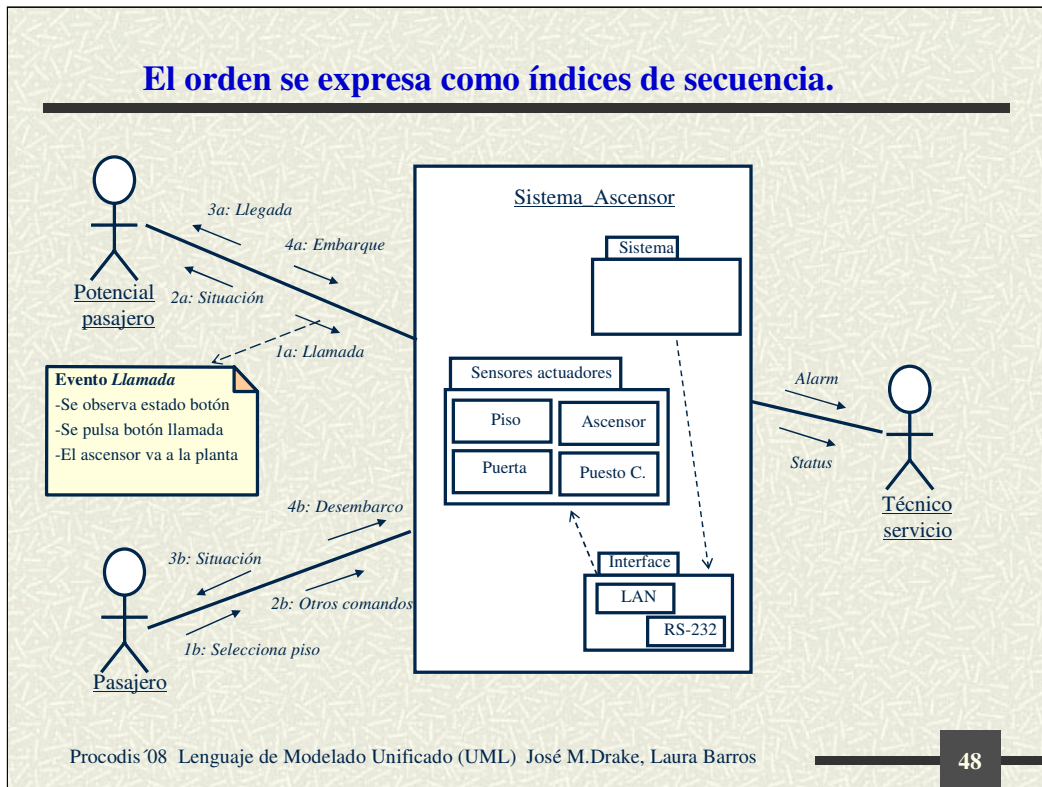 El orden se expresa como índices de secuencia.
3a: Llegada
4a: Embarque
2a: Situación
1a: Llamada
Potencial
pasajero
Evento Llamada
-Se observa estado botón
-Se pulsa botón llamada
-El ascensor va a la planta
Sistema_Ascensor
Sistema
Sensores actuadores
Piso
Ascensor
Puerta
Puesto C.
Interface
LAN
RS-232
Alarm
Status
Técnico
servicio
4b: Desembarco
3b: Situación
2b: Otros comandos
1b: Selecciona piso
Pasajero
Procodis´08 Lenguaje de Modelado Unificado (UML) José M.Drake, Laura Barros
48